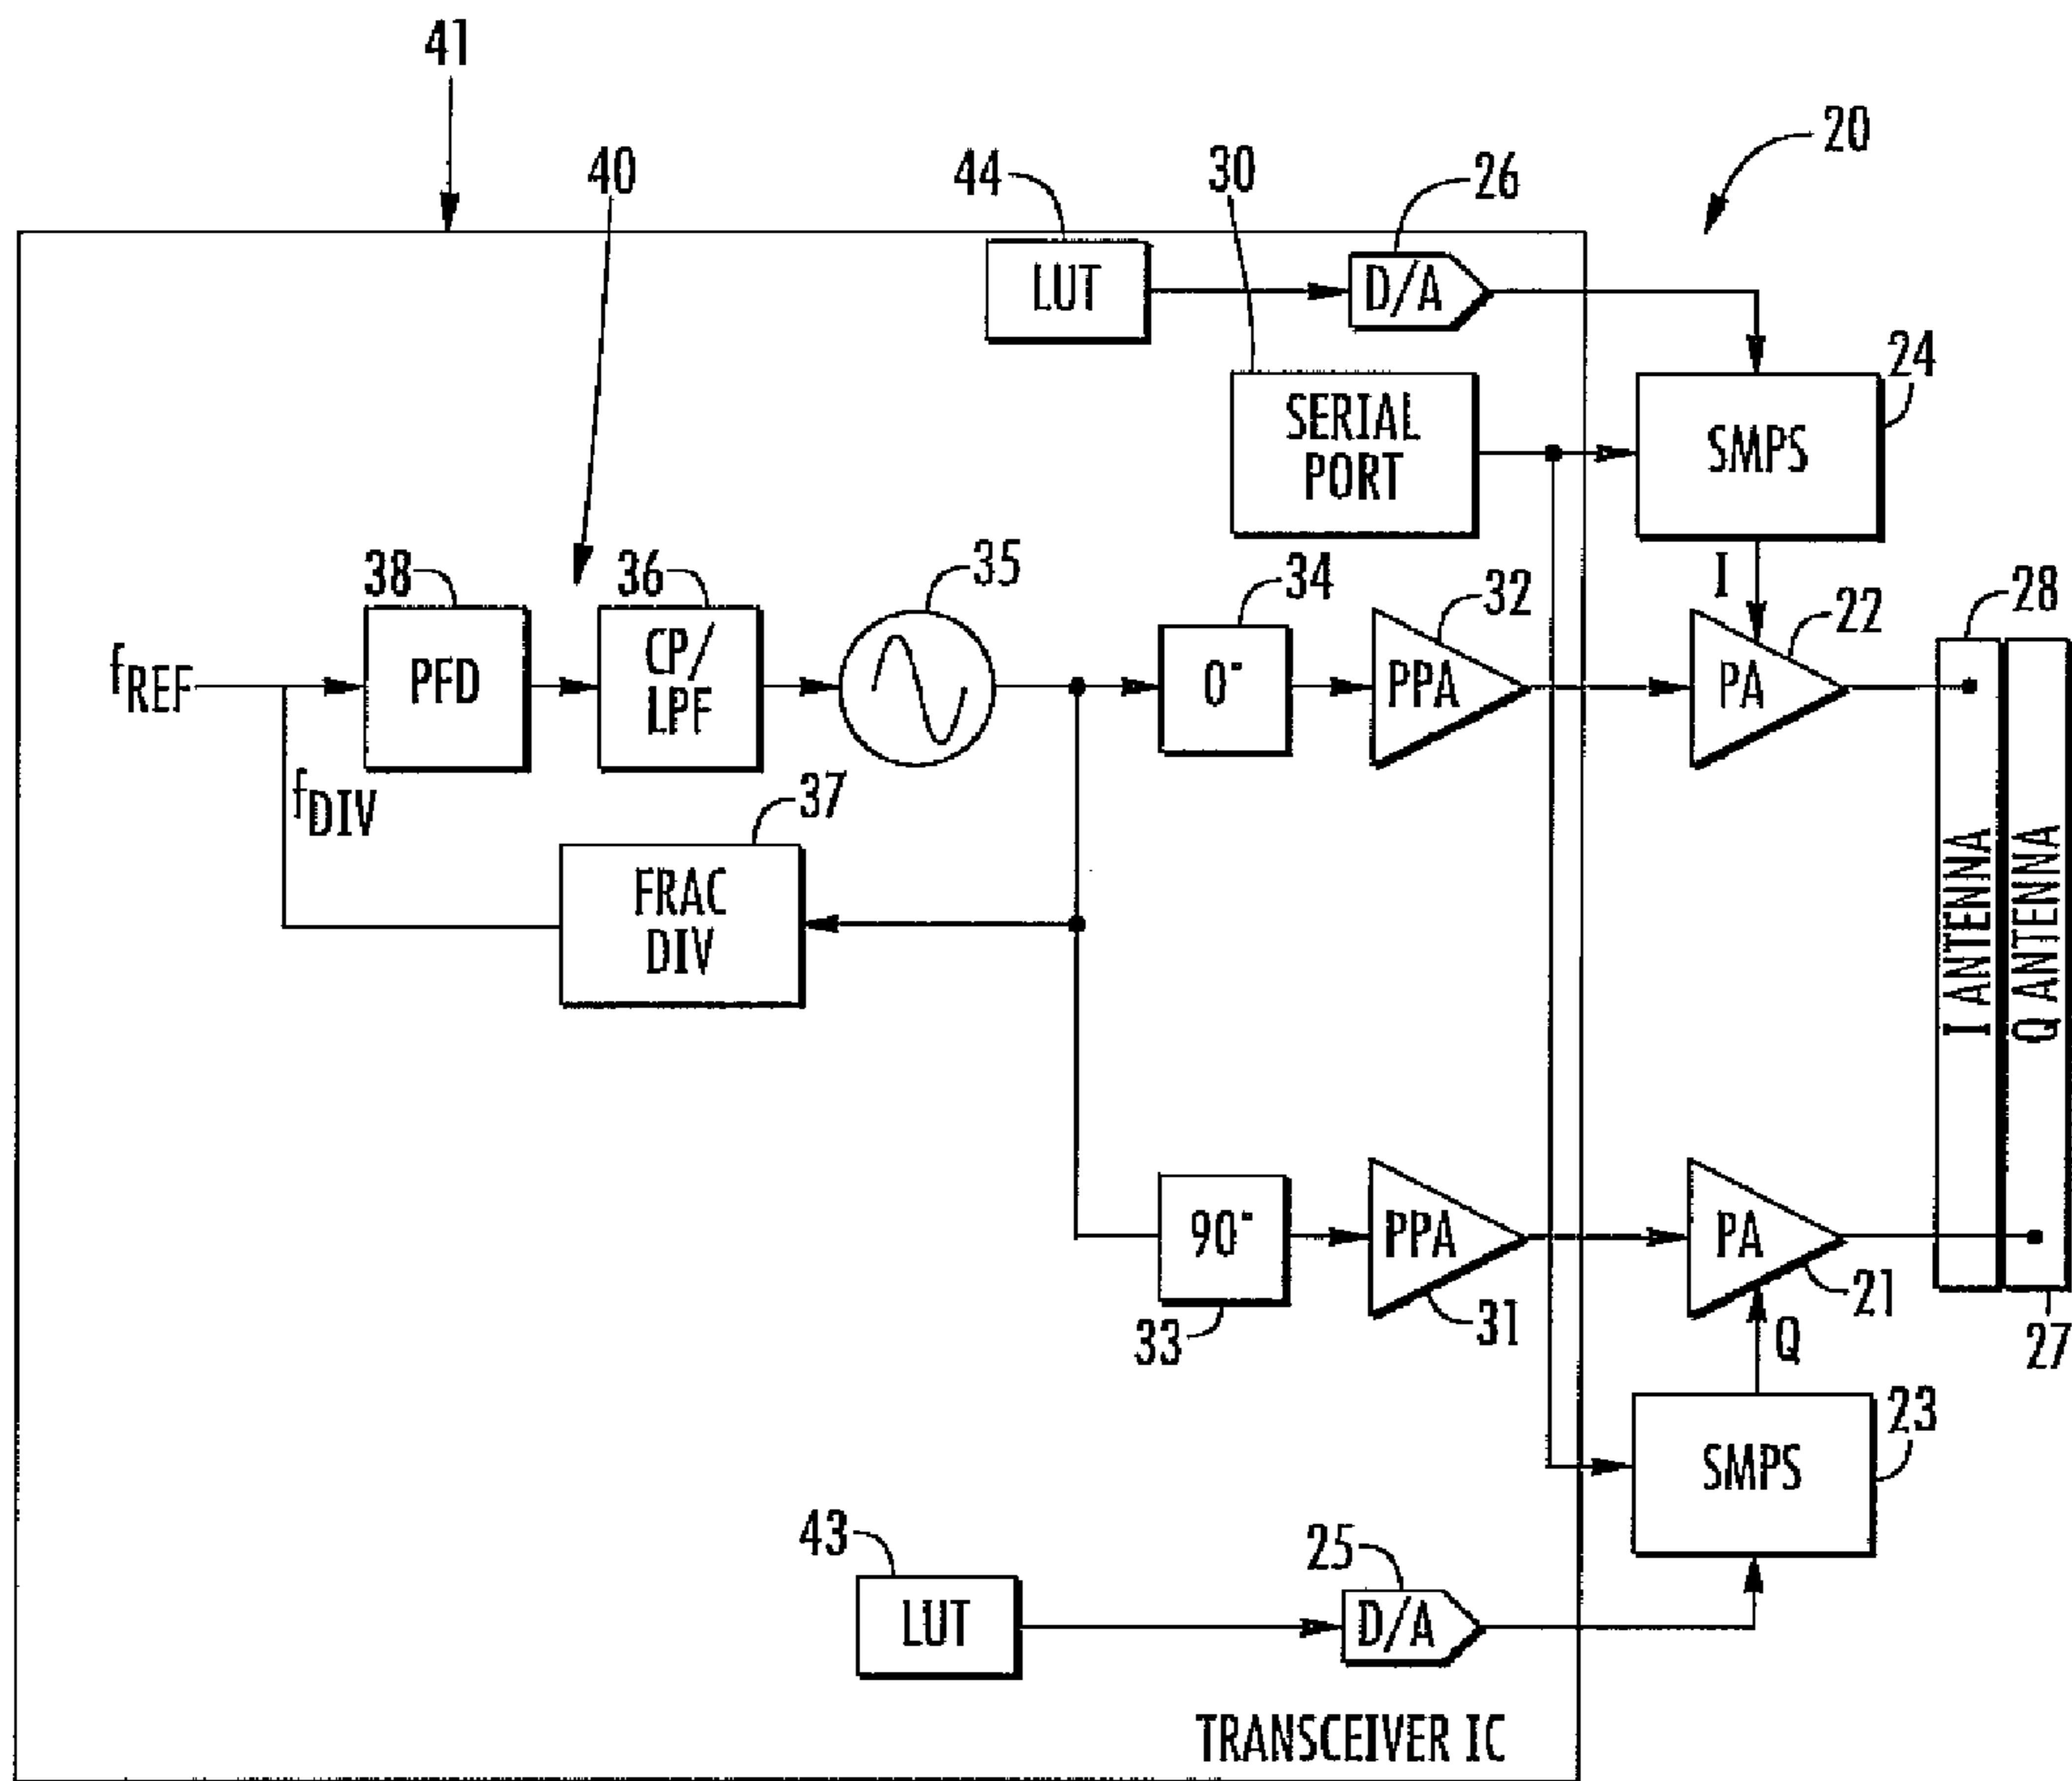 41
20
40
44
30
26
LUT
D/A
24
SERIAL
PORT
SMPS
38
36
35
34
32
I
22
28
fREF
PFD
CP/
LPF
0°
PPA
PA
fDIV
37
FRAC
DIV
I ANTENNA
Q ANTENNA
90°
PPA
PA
33
31
21
27
Q
23
SMPS
43
25
LUT
D/A
TRANSCEIVER IC